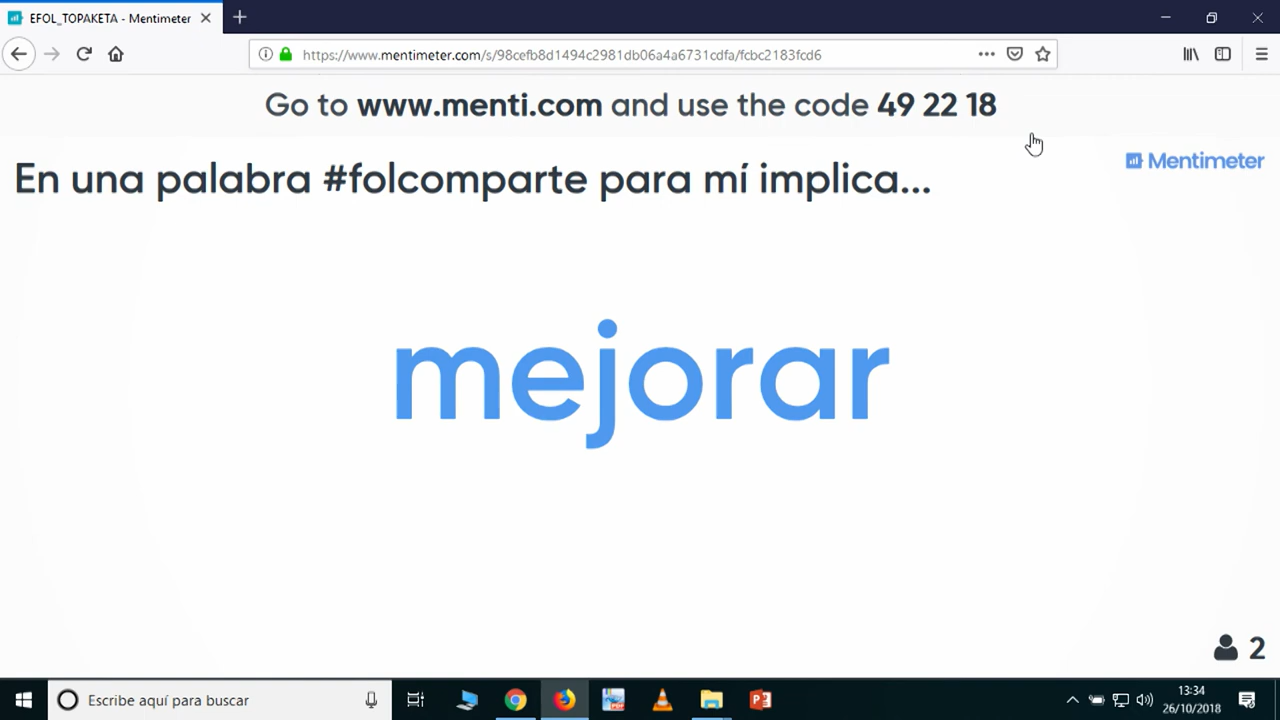 EFOL_TOPAKETA - Mentimeter
https://www.mentimeter.com/s/98cefb8d1494c2981db06a4a6731cdfa/fcbc2183fcd6
Go to www.menti.com and use the code 49 22 18
Mentimeter
En una palabra #folcomparte para mí implica...
mejorar
2
Escribe aquí para buscar
13:34
26/10/2018